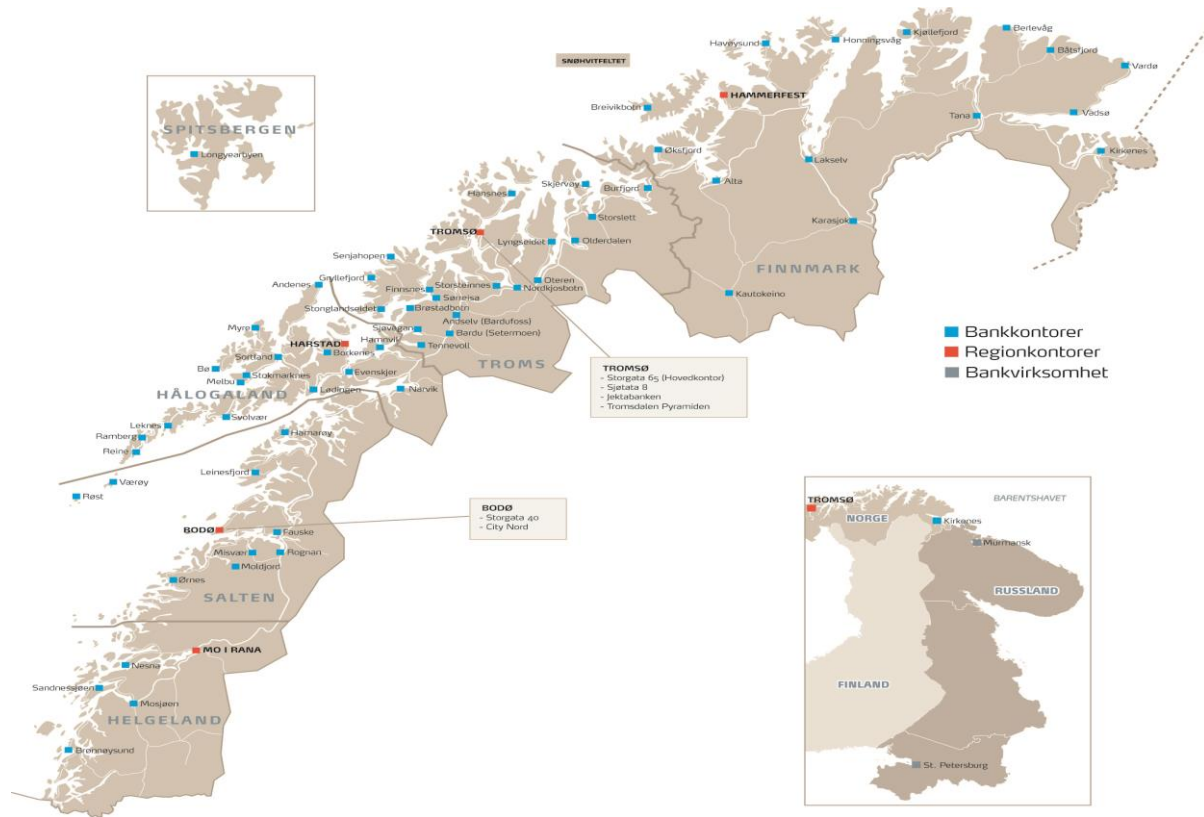 SNØHVITFELTET
Havøysund
Honningsvåg
Kjøllefjord
Berlevåg
Båtsfjord
Vardø
HAMMERFEST
Breivikbotn
Tana
Vadsø
Kirkenes
SPITSBERGEN
Longyearbyen
Øksfjord
Lakselv
Alta
Skjervøy
Burfjord
Hansnes
Storslett
Karasjok
TROMSØ
Lyngseidet
Olderdalen
FINNMARK
Senjahopen
Gryllefjord
Andenes
Finnsnes
Storsteinnes
Oteren
Nordkjosbotn
Sørreisa
Kautokeino
Stonglandseidet
Brøstadbotn
Andselv (Bardufoss)
Myre
Sjøvegan
Bardu (Setermoen)
HARSTAD
Hamnvik
Tennevoll
Borkenes
Sortland
TROMS
Bø
Stokmarknes
Evenskjer
Melbu
HÅLOGALAND
Lødingen
Narvik
Svolvær
Leknes
Ramberg
Reine
Hamarøy
Leinesfjord
Værøy
Røst
BODØ
Fauske
Misvær
Rognan
Moldjord
Ørnes
SALTEN
MO I RANA
Nesna
Sandnessjøen
Mosjøen
HELGELAND
Brønnøysund
TROMSØ
- Storgata 65 (Hovedkontor)
- Sjøtata 8
- Jektabanken
- Tromsdalen Pyramiden
BODØ
- Storgata 40
- City Nord
Bankkontorer
Regionkontorer
Bankvirksomhet
TROMSØ
BARENTSHAVET
NORGE
Kirkenes
Murmansk
RUSSLAND
FINLAND
St. Petersburg